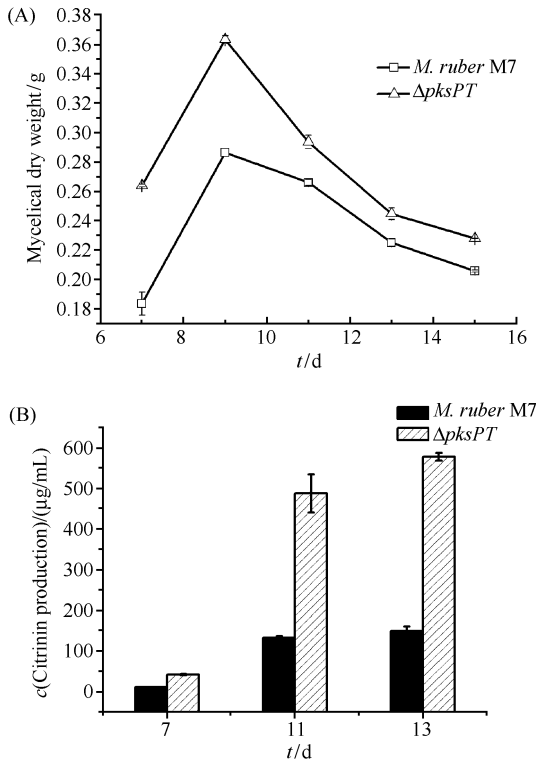 (A)
0.38
0.36
0.34
0.32
0.30
0.28
0.26
0.24
0.22
0.20
0.18
Mycelical dry weight/g
M. ruber M7
ΔpksPT
6 8 10 12 14 16
t/d
(B)
M. ruber M7
ΔpksPT
600
500
400
300
200
100
0
c(Citrinin production)/(μg/mL)
7 11 13
t/d